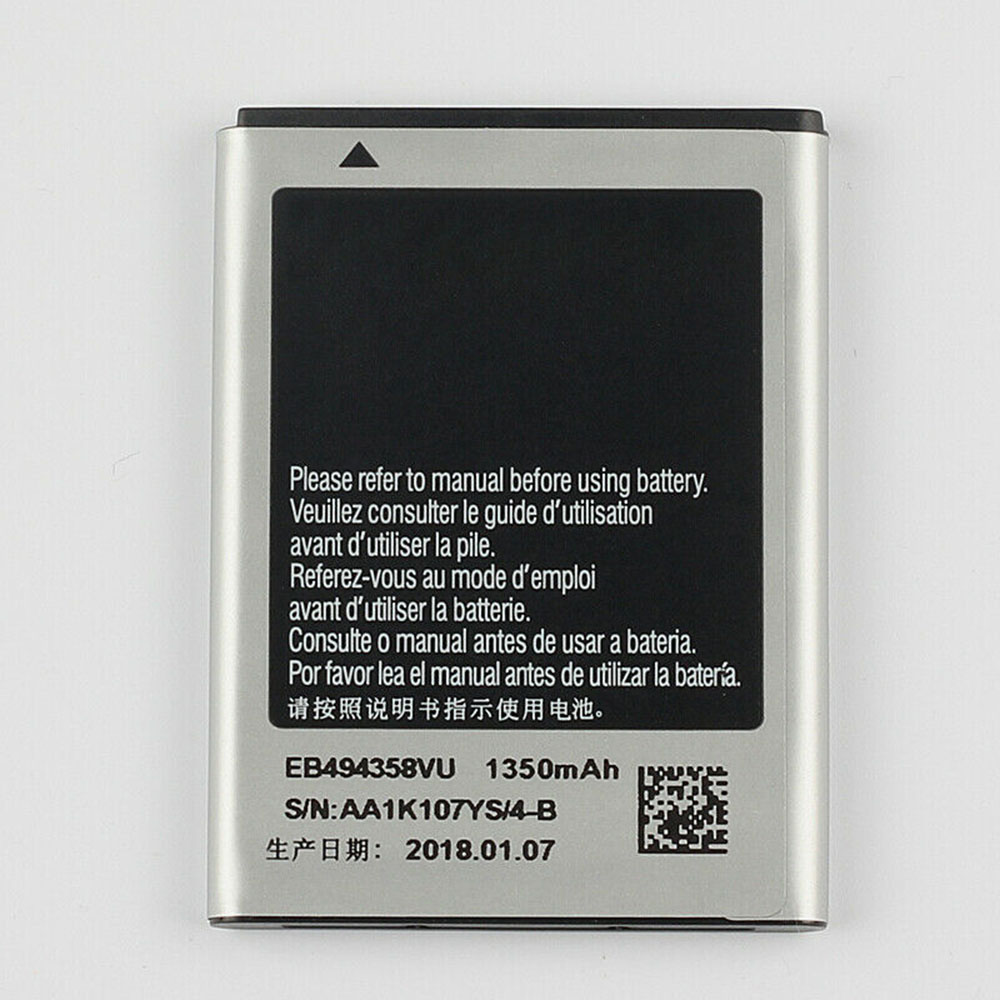 Please refer to manual before using battery.
Veuillez consulter le guide d'utilisation
avant d'utiliser la pile.
Referez-vous au mode d'emploi
avant d'utiliser la batterie.
Consulte o manual antes de usar a bateria.
Por favor lea el manual antes de utilizar la batería.
请按照说明书指示使用电池。
EB494358VU 1350mAh
S/N:AA1K107YS/4-B
生产日期: 2018.01.07